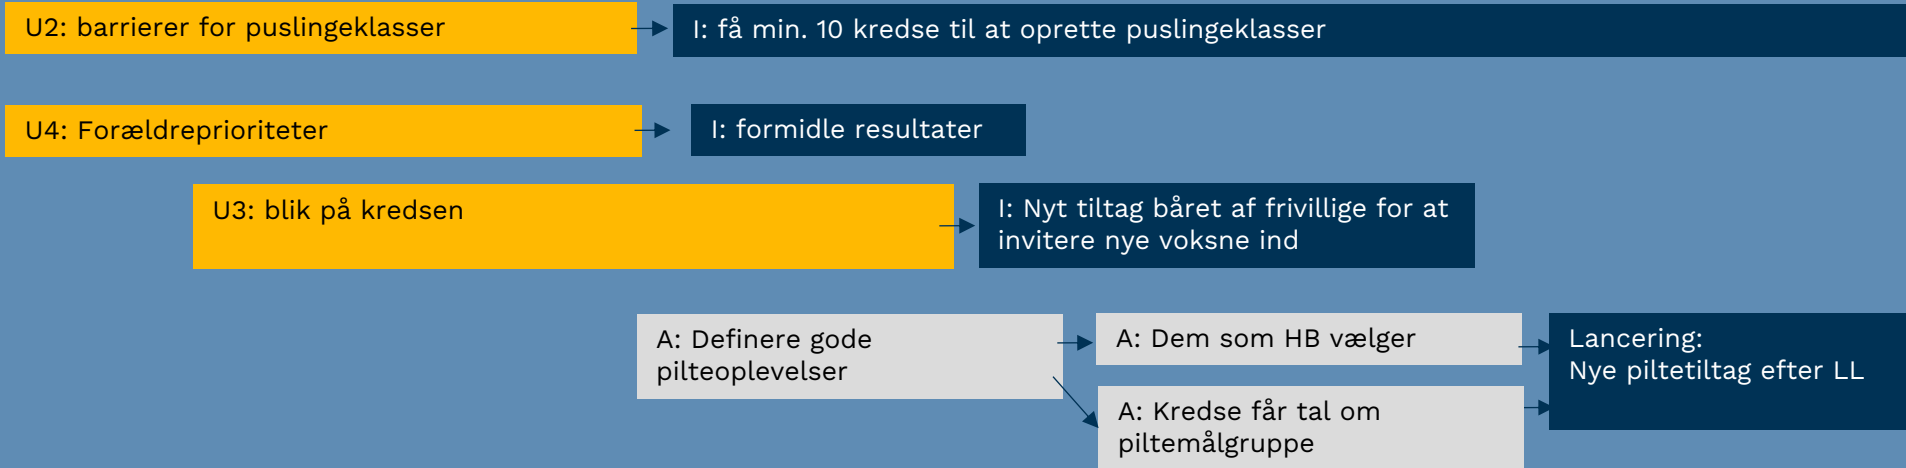 U2: barrierer for puslingeklasser
I: få min. 10 kredse til at oprette puslingeklasser
U4: Forældreprioriteter
I: formidle resultater
U3: blik på kredsen
I: Nyt tiltag båret af frivillige for at
invitere nye voksne ind
A: Definere gode
pilteoplevelser
A: Dem som HB vælger
Lancering:
Nye piltetiltag efter LL
A: Kredse får tal om
piltemålgruppe